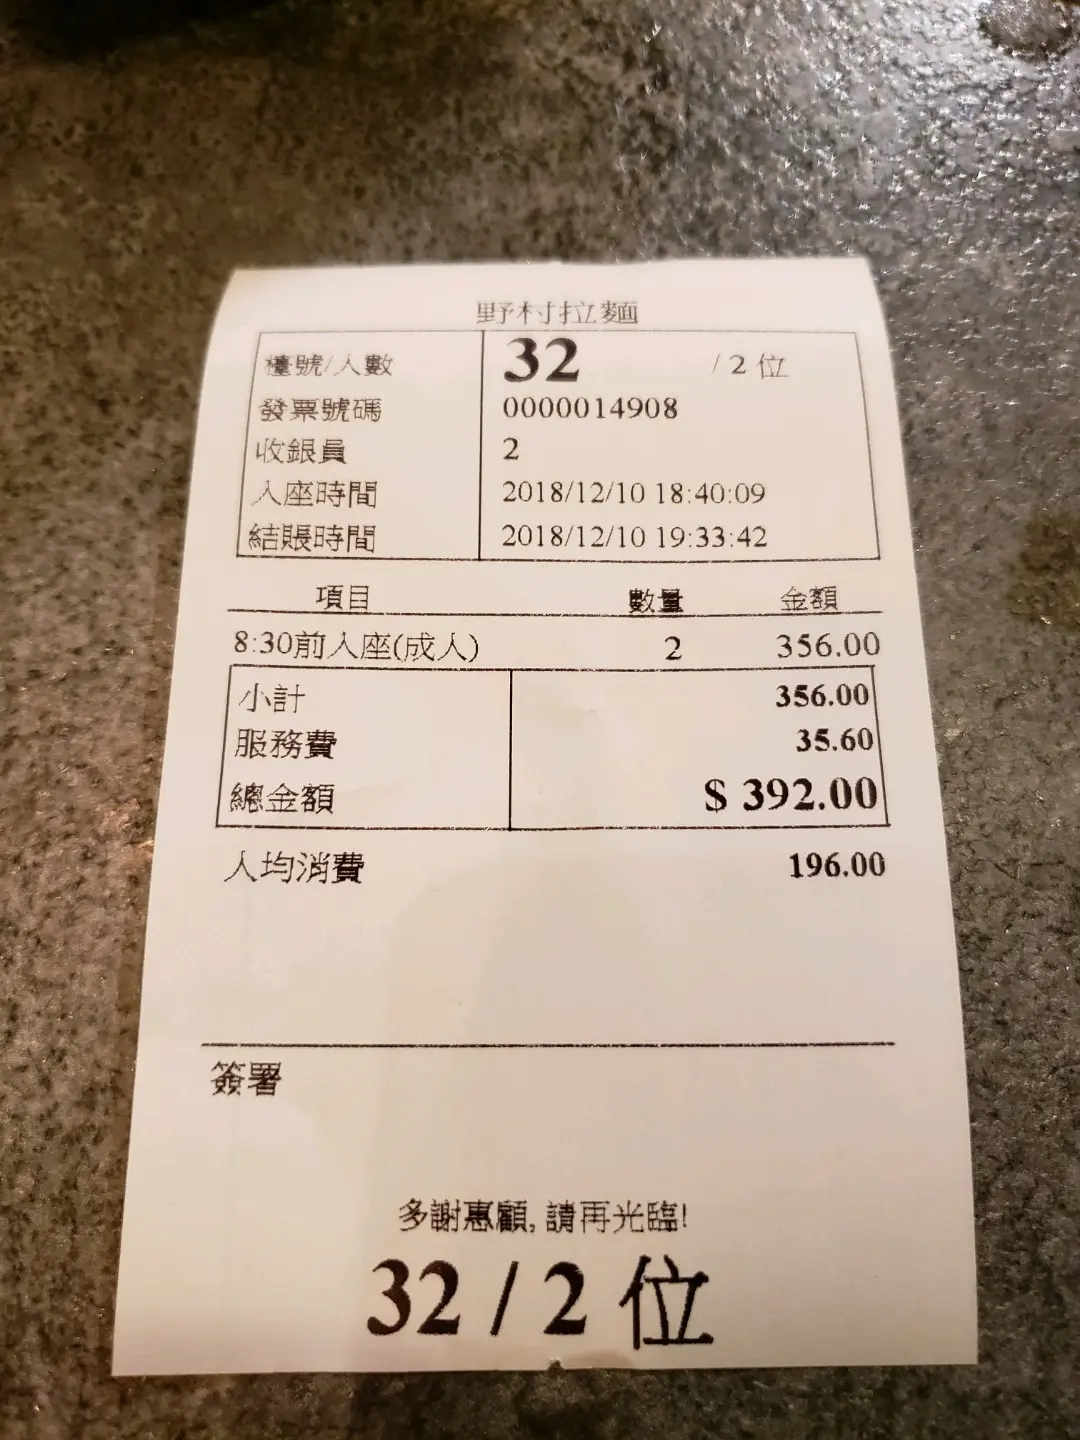 野村拉麵
檯號/人數 32 / 2 位
發票號碼 0000014908
收銀員 2
入座時間 2018/12/10 18:40:09
結賬時間 2018/12/10 19:33:42
項目 數量 金額
8:30前入座(成人) 2 356.00
小計 356.00
服務費 35.60
總金額 $ 392.00
人均消費 196.00
簽署
多謝惠顧, 請再光臨!
32 / 2 位